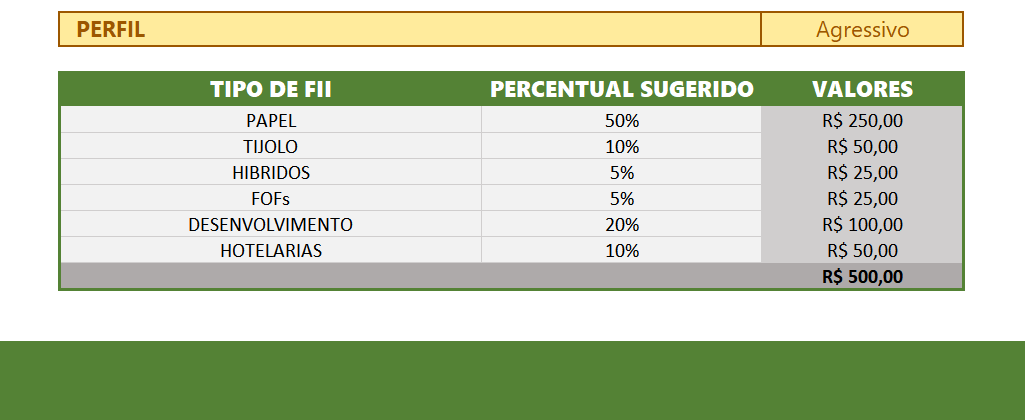 PERFIL Agressivo
TIPO DE FII PERCENTUAL SUGERIDO VALORES
PAPEL 50% R$ 250,00
TIJOLO 10% R$ 50,00
HIBRIDOS 5% R$ 25,00
FOFs 5% R$ 25,00
DESENVOLVIMENTO 20% R$ 100,00
HOTELARIAS 10% R$ 50,00
R$ 500,00